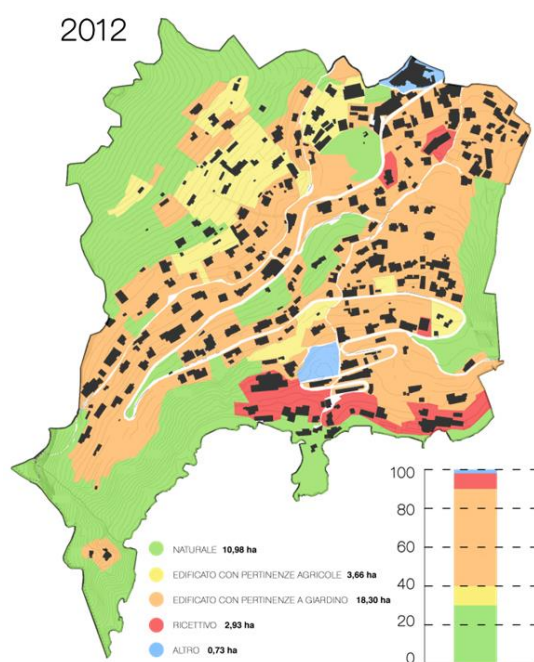 2012
NATURALE 10,98 ha
EDIFICATO CON PERTINENZE AGRICOLE 3,66 ha
EDIFICATO CON PERTINENZE A GIARDINO 18,30 ha
RICETTIVO 2,93 ha
ALTRO 0,73 ha
100
80
60
40
20
0